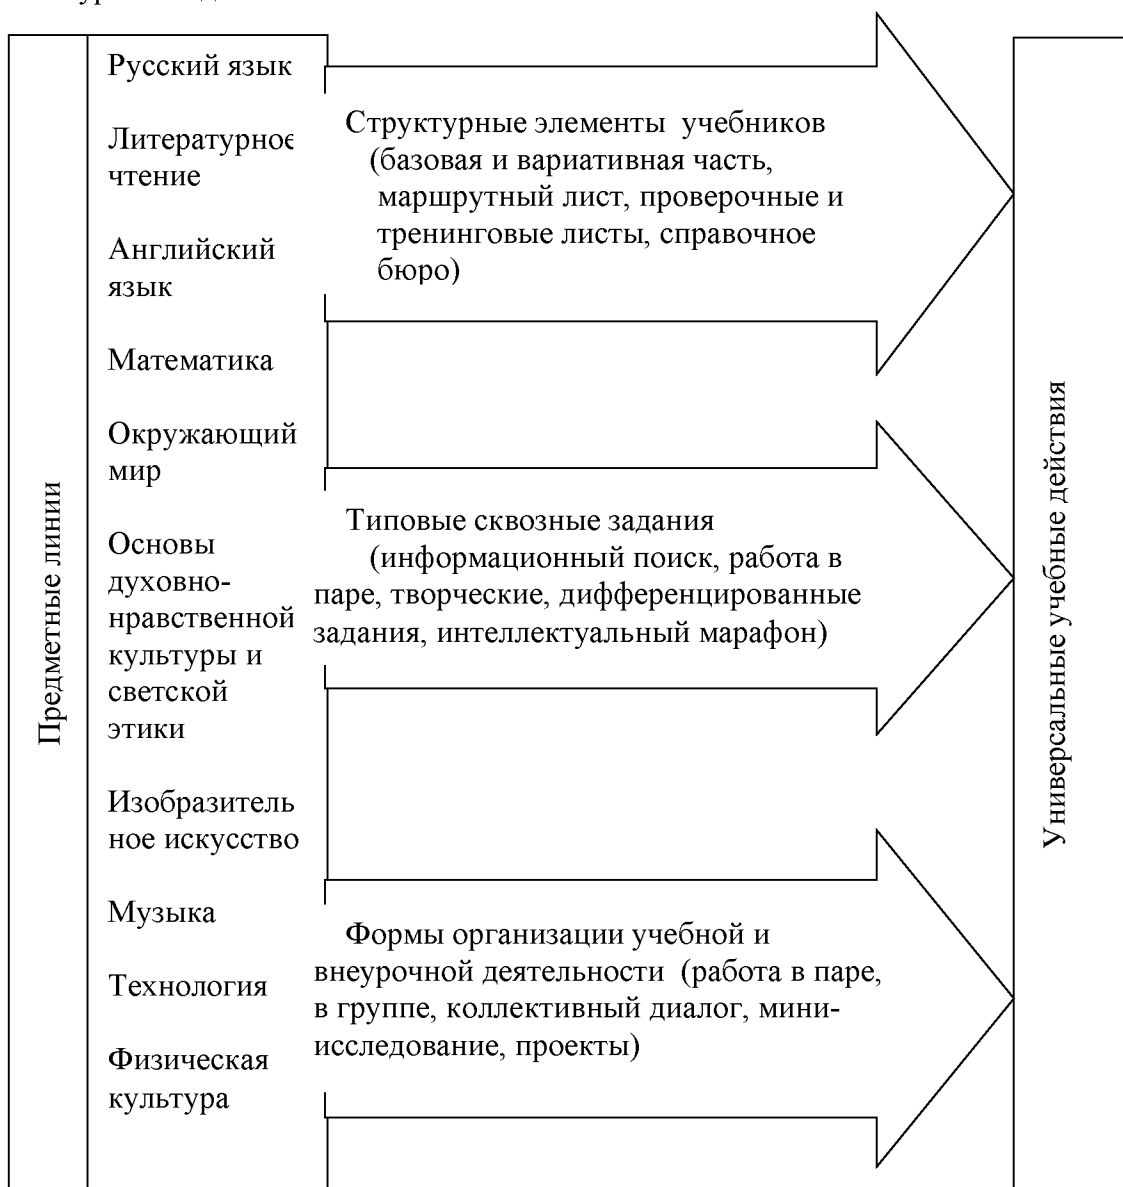 Предметные линии
Русский язык
Литературное
чтение
Английский
язык
Математика
Окружающий
мир
Основы
духовно-
нравственной
культуры и
светской
этики
Изобразитель
ное искусство
Музыка
Технология
Физическая
культура
Структурные элементы учебников
(базовая и вариативная часть,
маршрутный лист, проверочные и
тренинговые листы, справочное
бюро)
Типовые сквозные задания
(информационный поиск, работа в
паре, творческие, дифференцированные
задания, интеллектуальный марафон)
Формы организации учебной и
внеурочной деятельности (работа в паре,
в группе, коллективный диалог, мини-
исследование, проекты)
Универсальные учебные действия